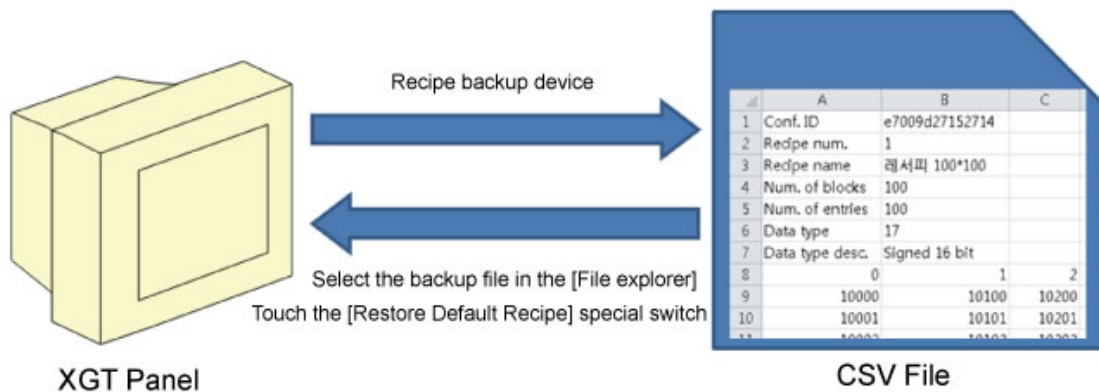 Recipe backup device
Select the backup file in the [File explorer]
Touch the [Restore Default Recipe] special switch
XGT Panel
A B C
1 Conf. ID e7009d27152714
2 Recipe num. 1
3 Recipe name 레서피 100*100
4 Num. of blocks 100
5 Num. of entries 100
6 Data type 17
7 Data type desc. Signed 16 bit
8 0 1 2
9 10000 10100 10200
10 10001 10101 10201
CSV File